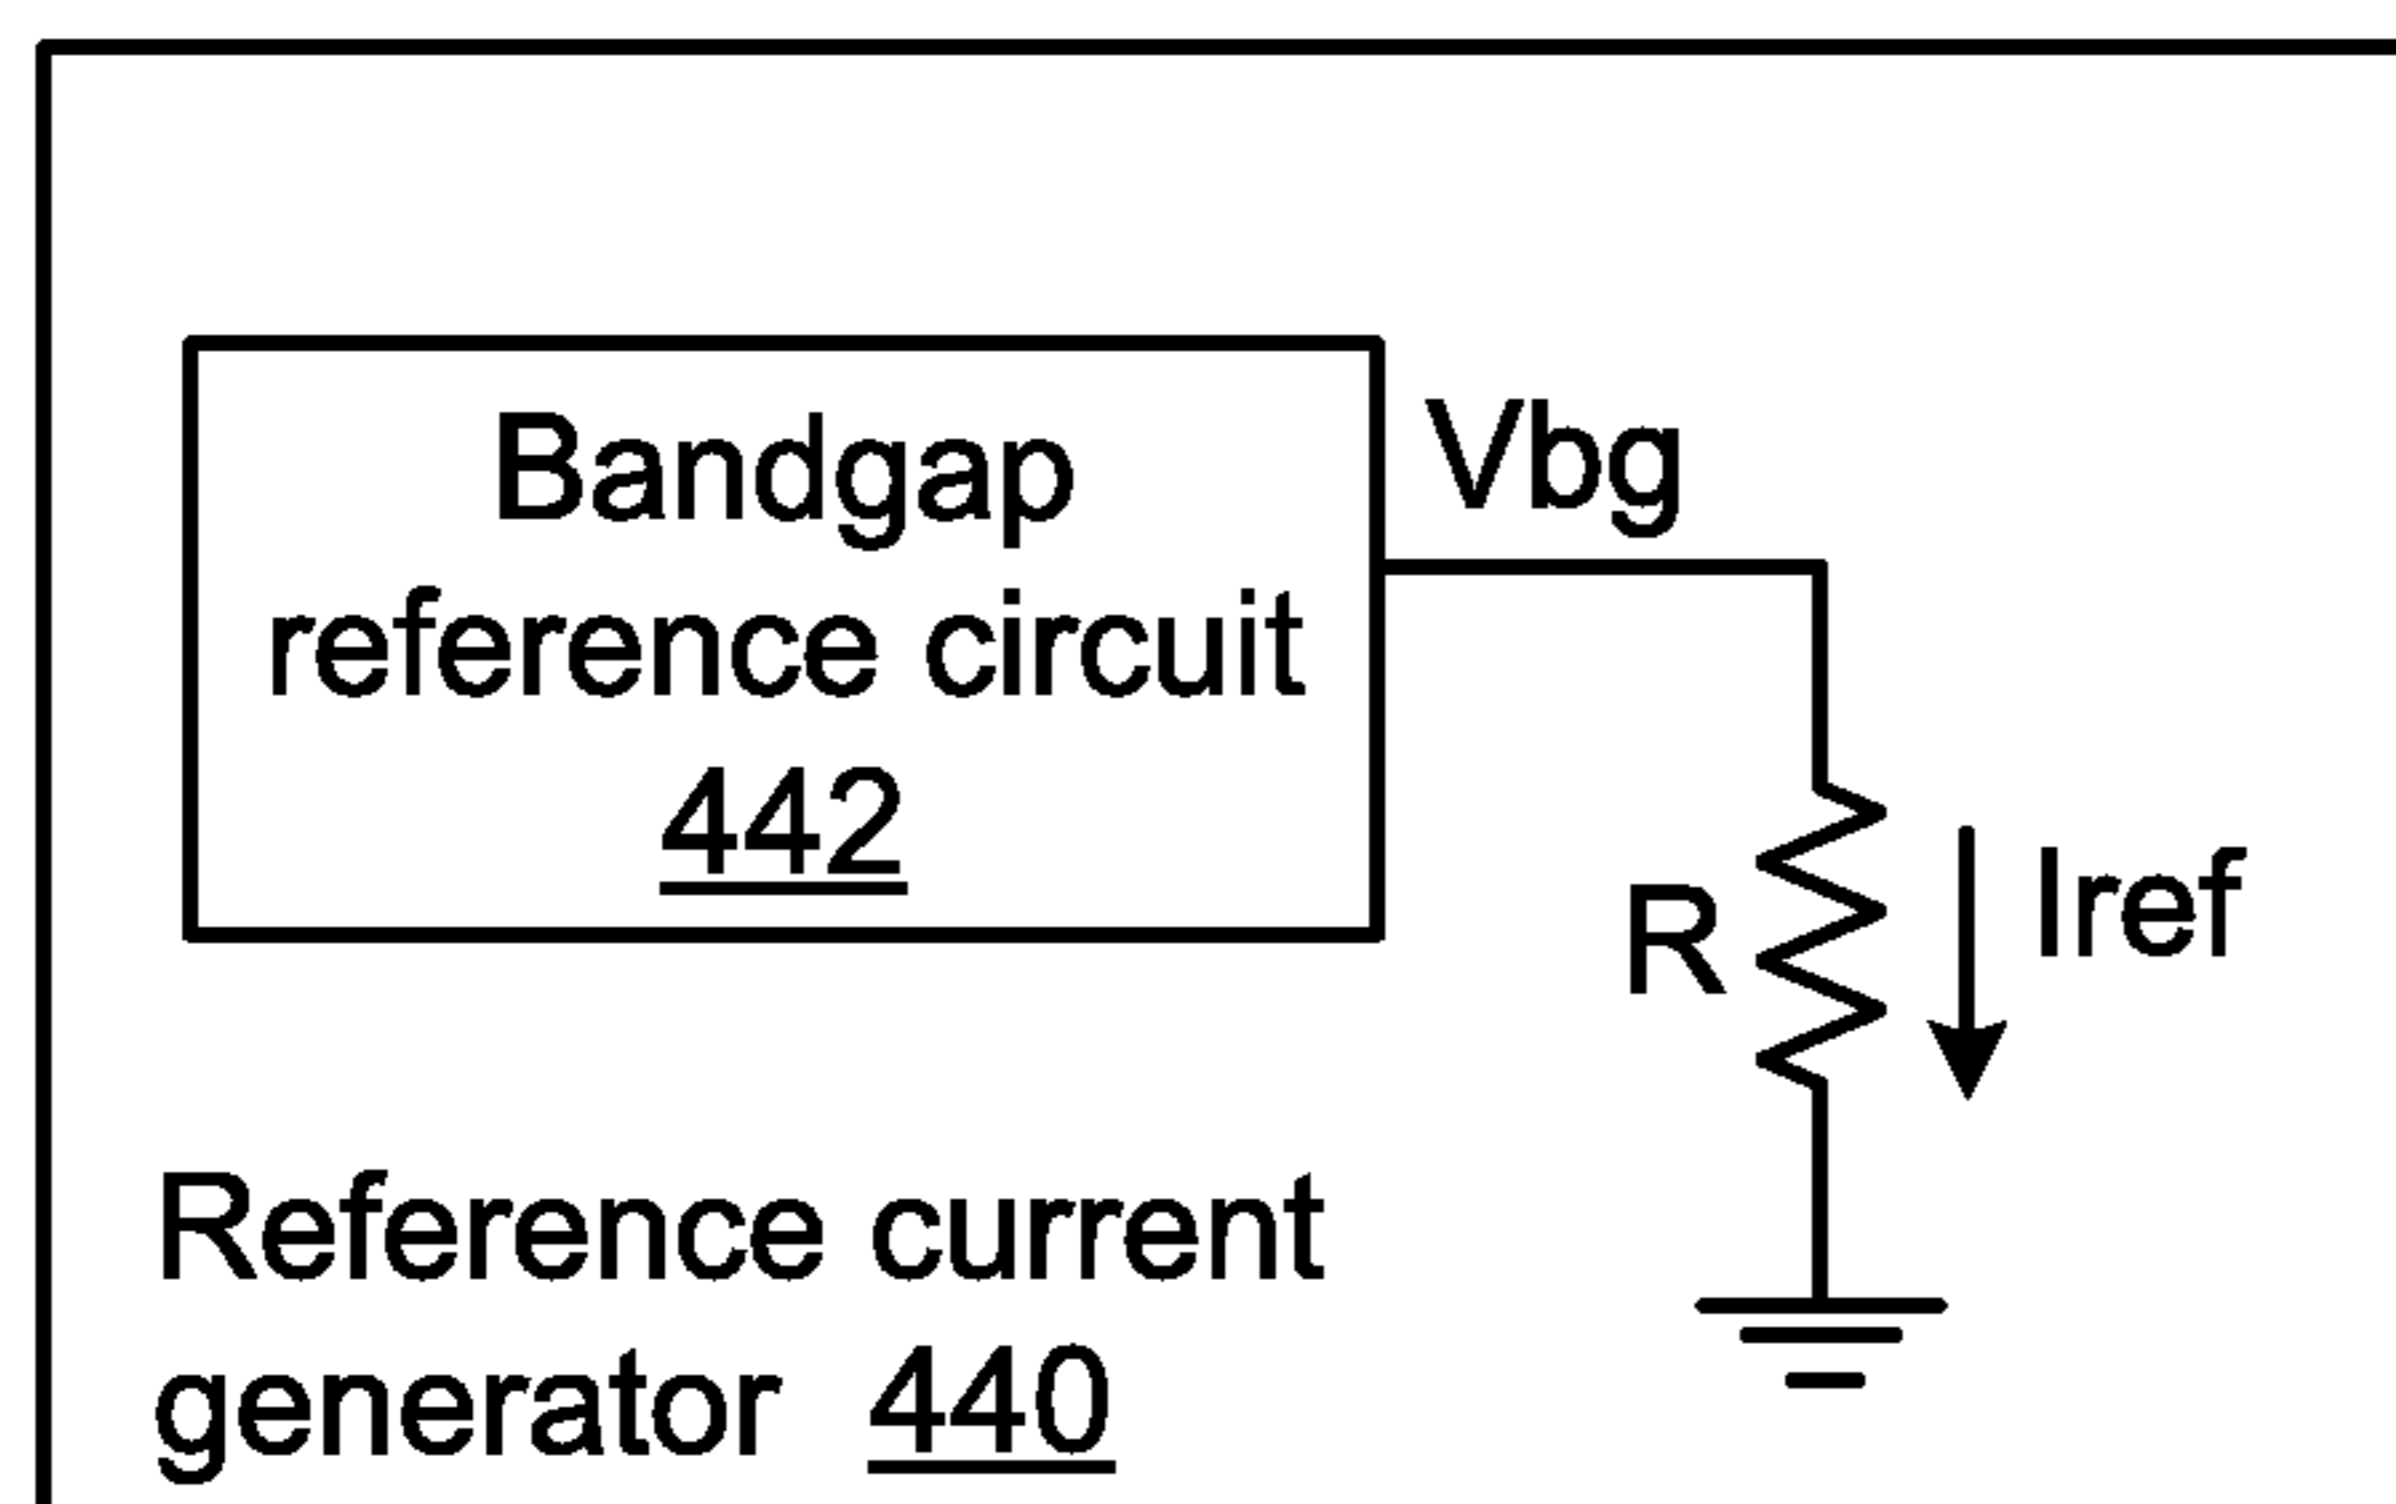 Bandgap
reference circuit
442
Vbg
R
Iref
Reference current
generator 440